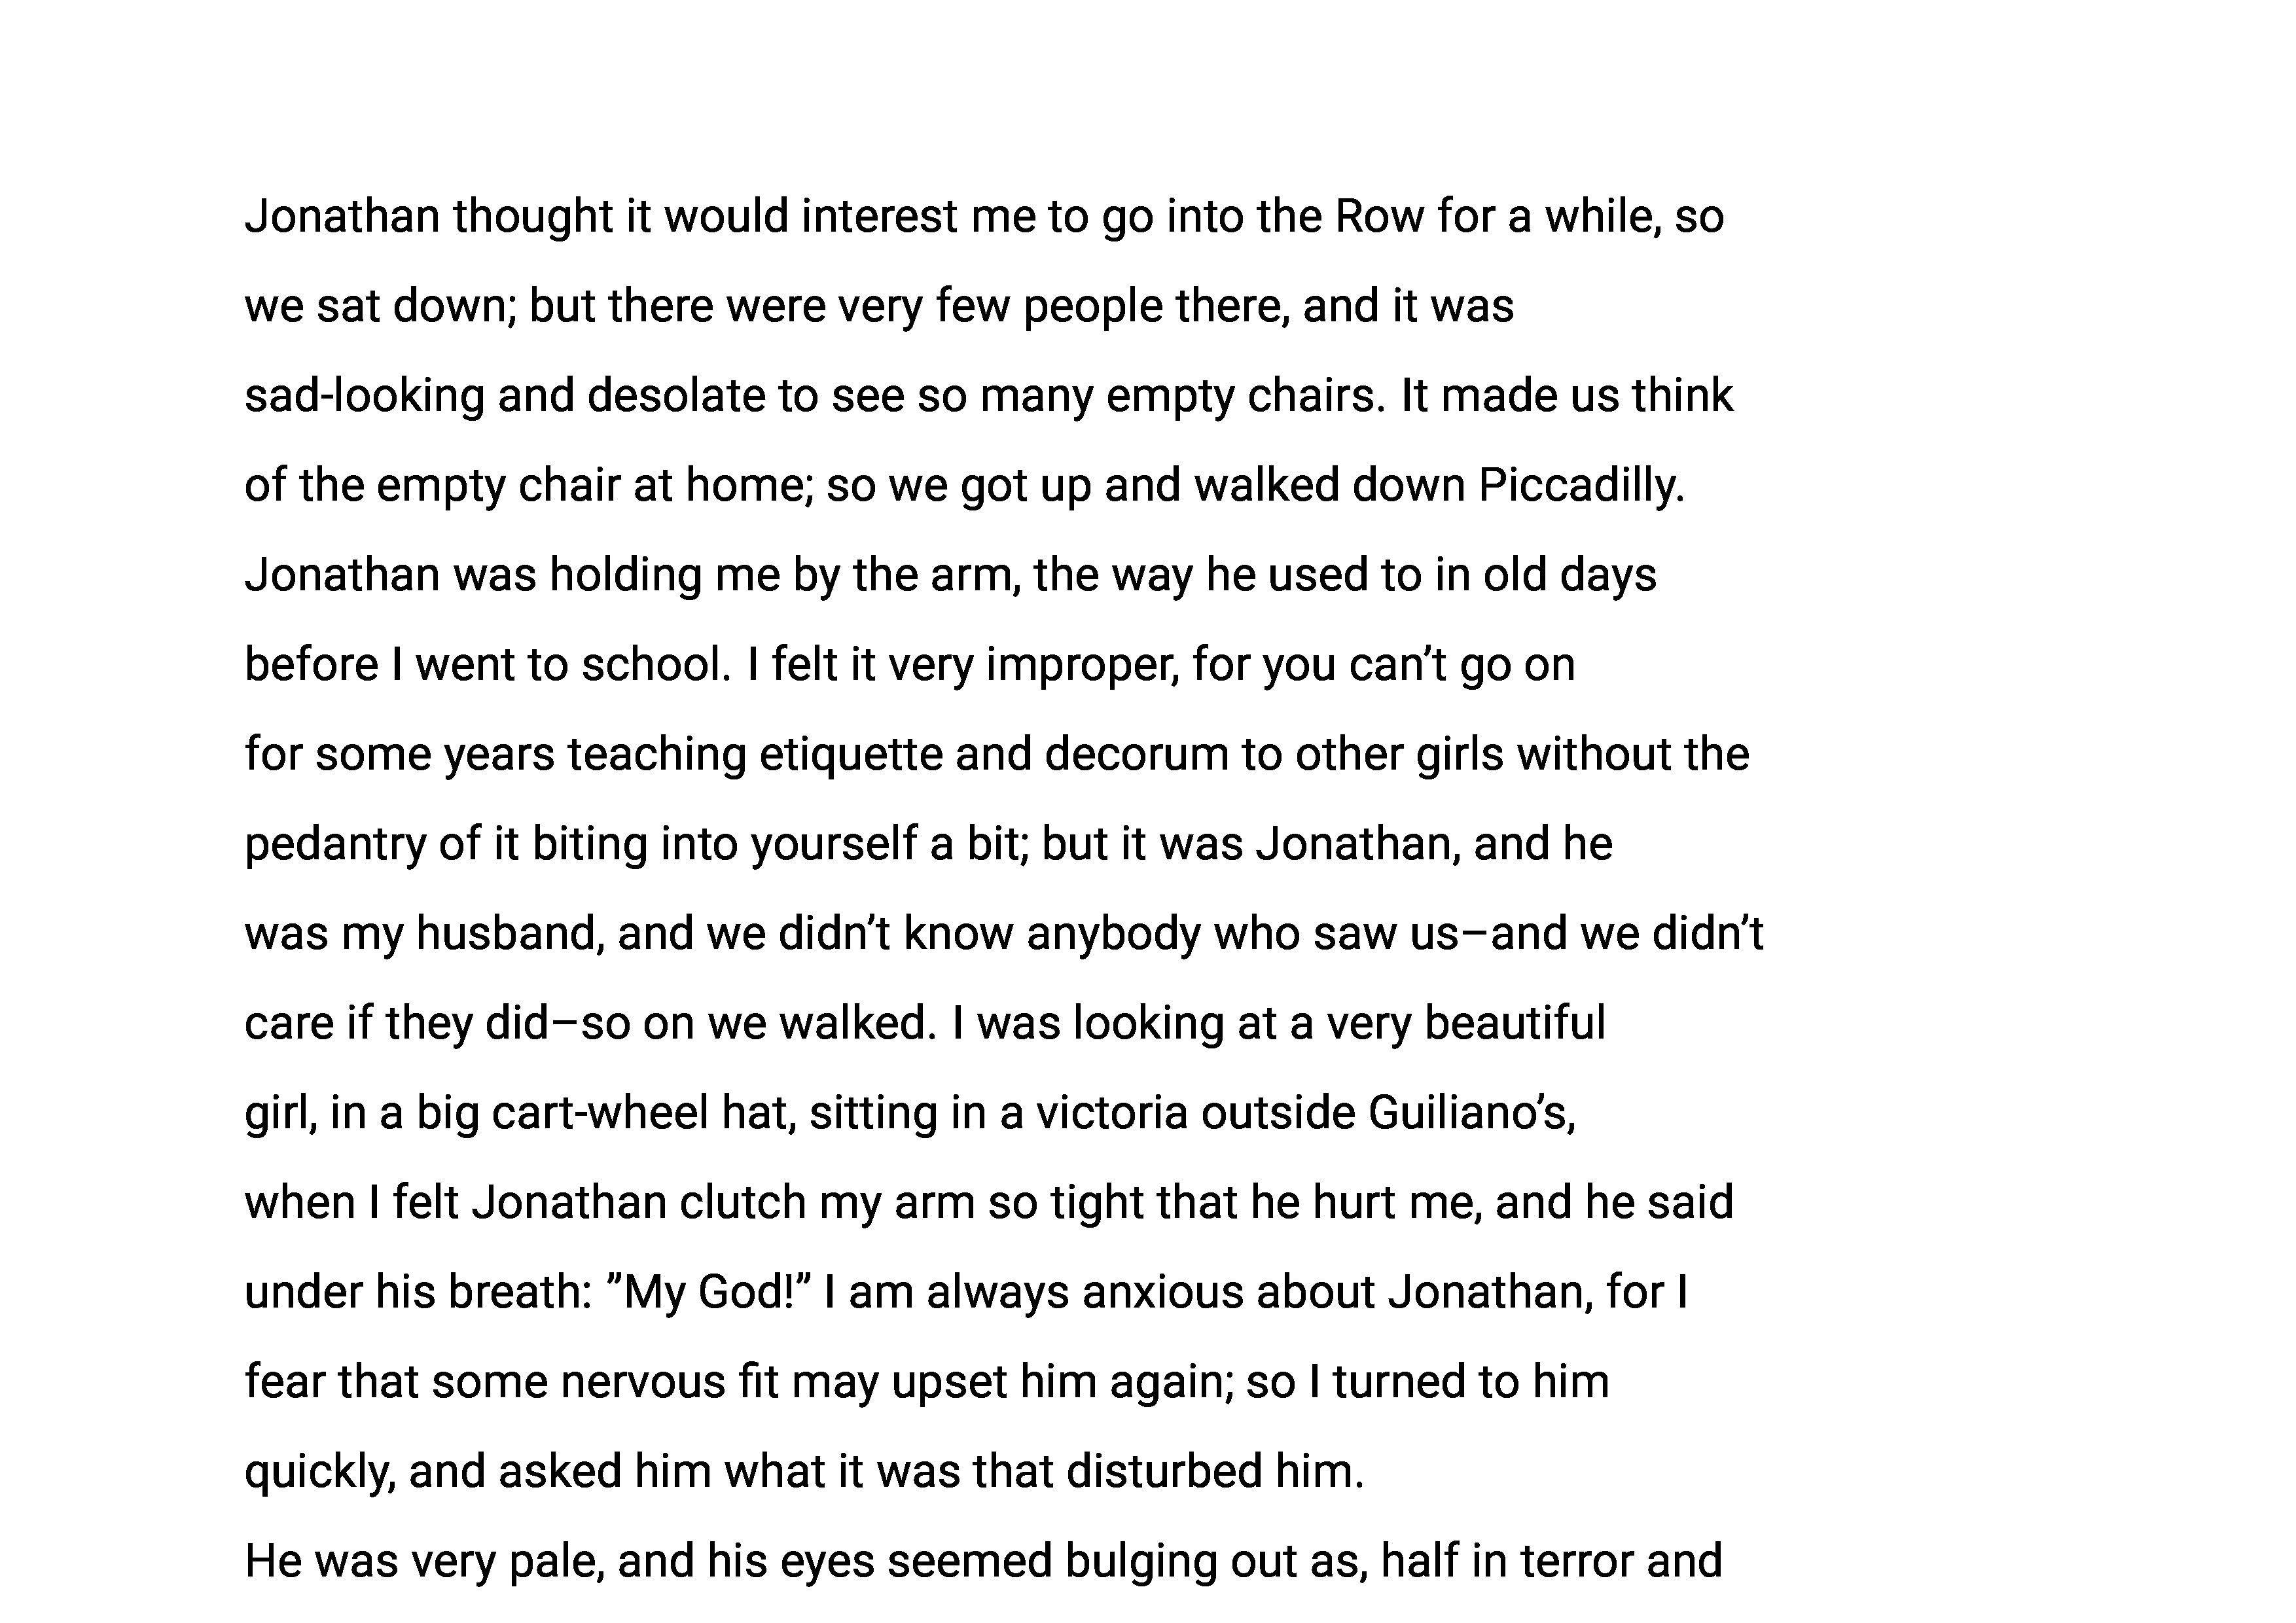 Jonathan thought it would interest me to go into the Row for a while, so
we sat down; but there were very few people there, and it was
sad-looking and desolate to see so many empty chairs. It made us think
of the empty chair at home; so we got up and walked down Piccadilly.
Jonathan was holding me by the arm, the way he used to in old days
before I went to school. I felt it very improper, for you can’t go on
for some years teaching etiquette and decorum to other girls without the
pedantry of it biting into yourself a bit; but it was Jonathan, and he
was my husband, and we didn’t know anybody who saw us–and we didn’t
care if they did–so on we walked. I was looking at a very beautiful
girl, in a big cart-wheel hat, sitting in a victoria outside Guiliano’s,
when I felt Jonathan clutch my arm so tight that he hurt me, and he said
under his breath: ”My God!” I am always anxious about Jonathan, for I
fear that some nervous fit may upset him again; so I turned to him
quickly, and asked him what it was that disturbed him.
He was very pale, and his eyes seemed bulging out as, half in terror and